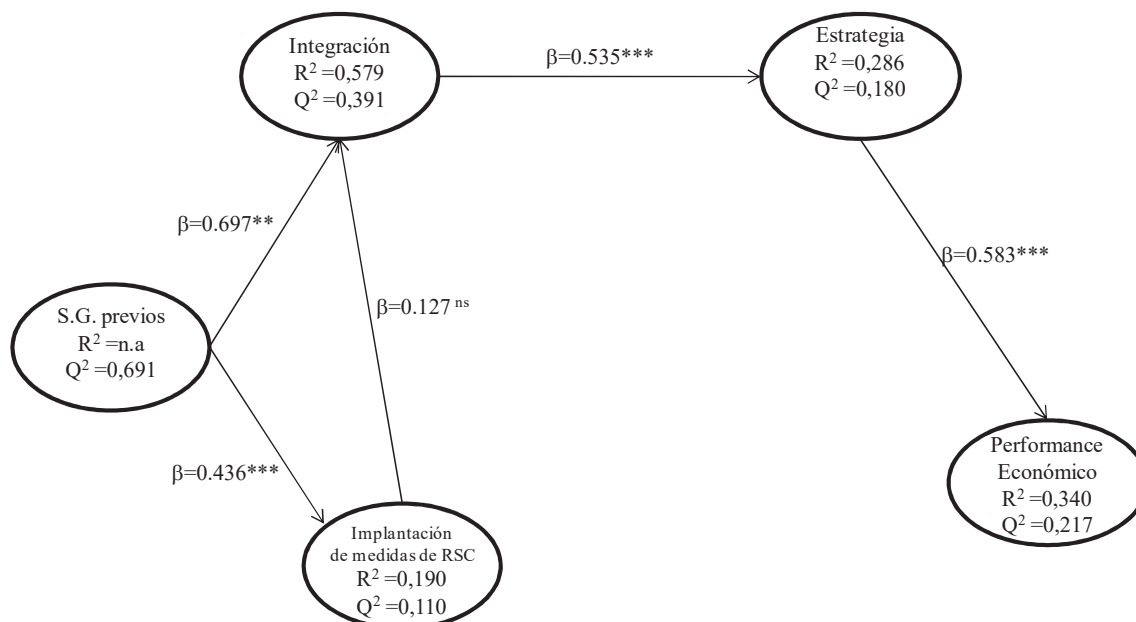 Integración
R² =0,579
Q² =0,391
β=0.535***
Estrategia
R² =0,286
Q² =0,180
β=0.697**
β=0.583***
S.G. previos
R² =n.a
Q² =0,691
β=0.127 ns
β=0.436***
Performance
Económico
R² =0,340
Q² =0,217
Implantación
de medidas de RSC
R² =0,190
Q² =0,110